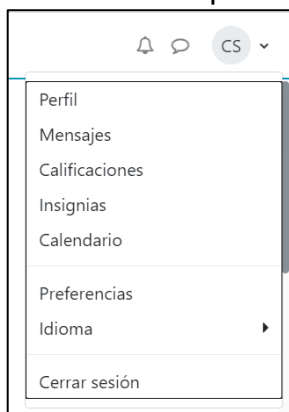 CS
Perfil
Mensajes
Calificaciones
Insignias
Calendario
Preferencias
Idioma
Cerrar sesión